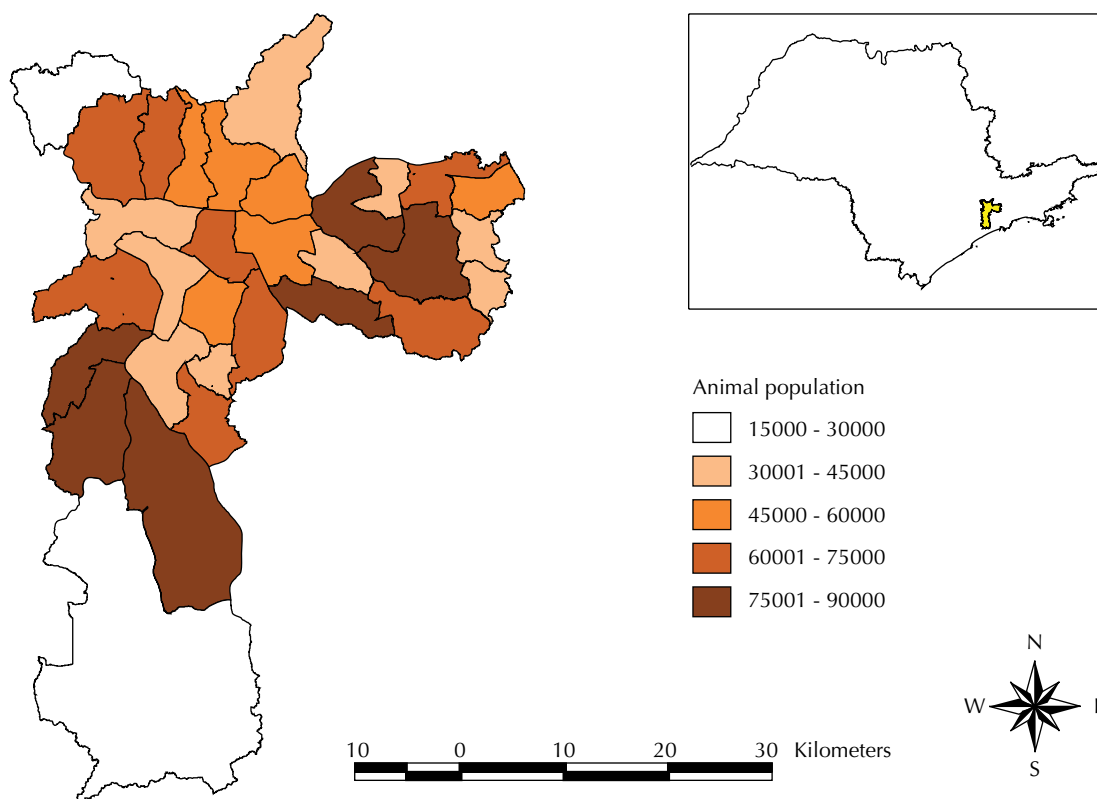 Animal population
15000 - 30000
30001 - 45000
45000 - 60000
60001 - 75000
75001 - 90000
N
W
S
10 0 10 20 30 Kilometers